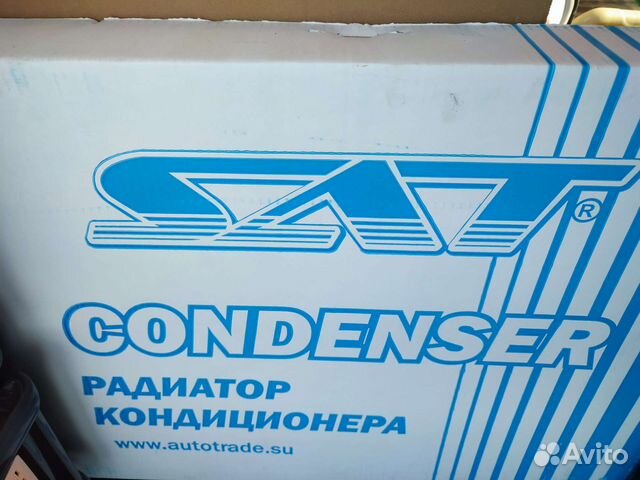 SAT®
CONDENSER
РАДИАТОР
КОНДИЦИОНЕРА
www.autotrade.su
Avito